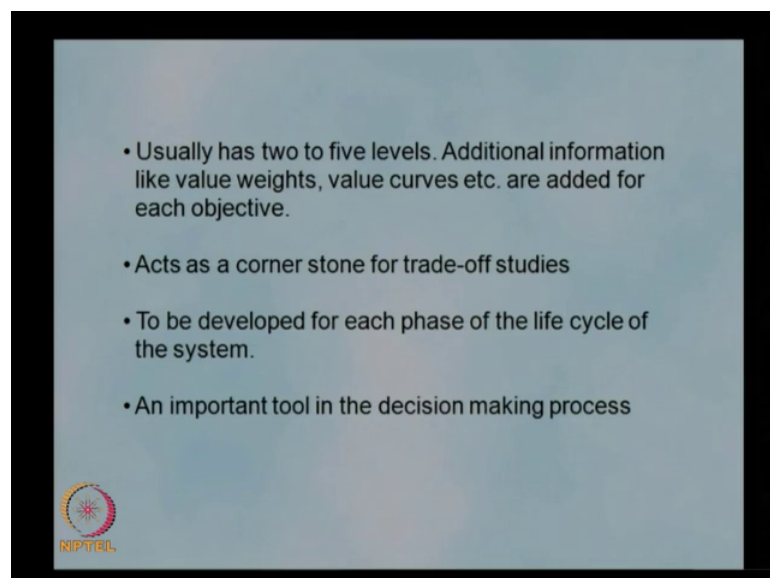 • Usually has two to five levels. Additional information
like value weights, value curves etc. are added for
each objective.
• Acts as a corner stone for trade-off studies
• To be developed for each phase of the life cycle of
the system.
• An important tool in the decision making process
NPTEL